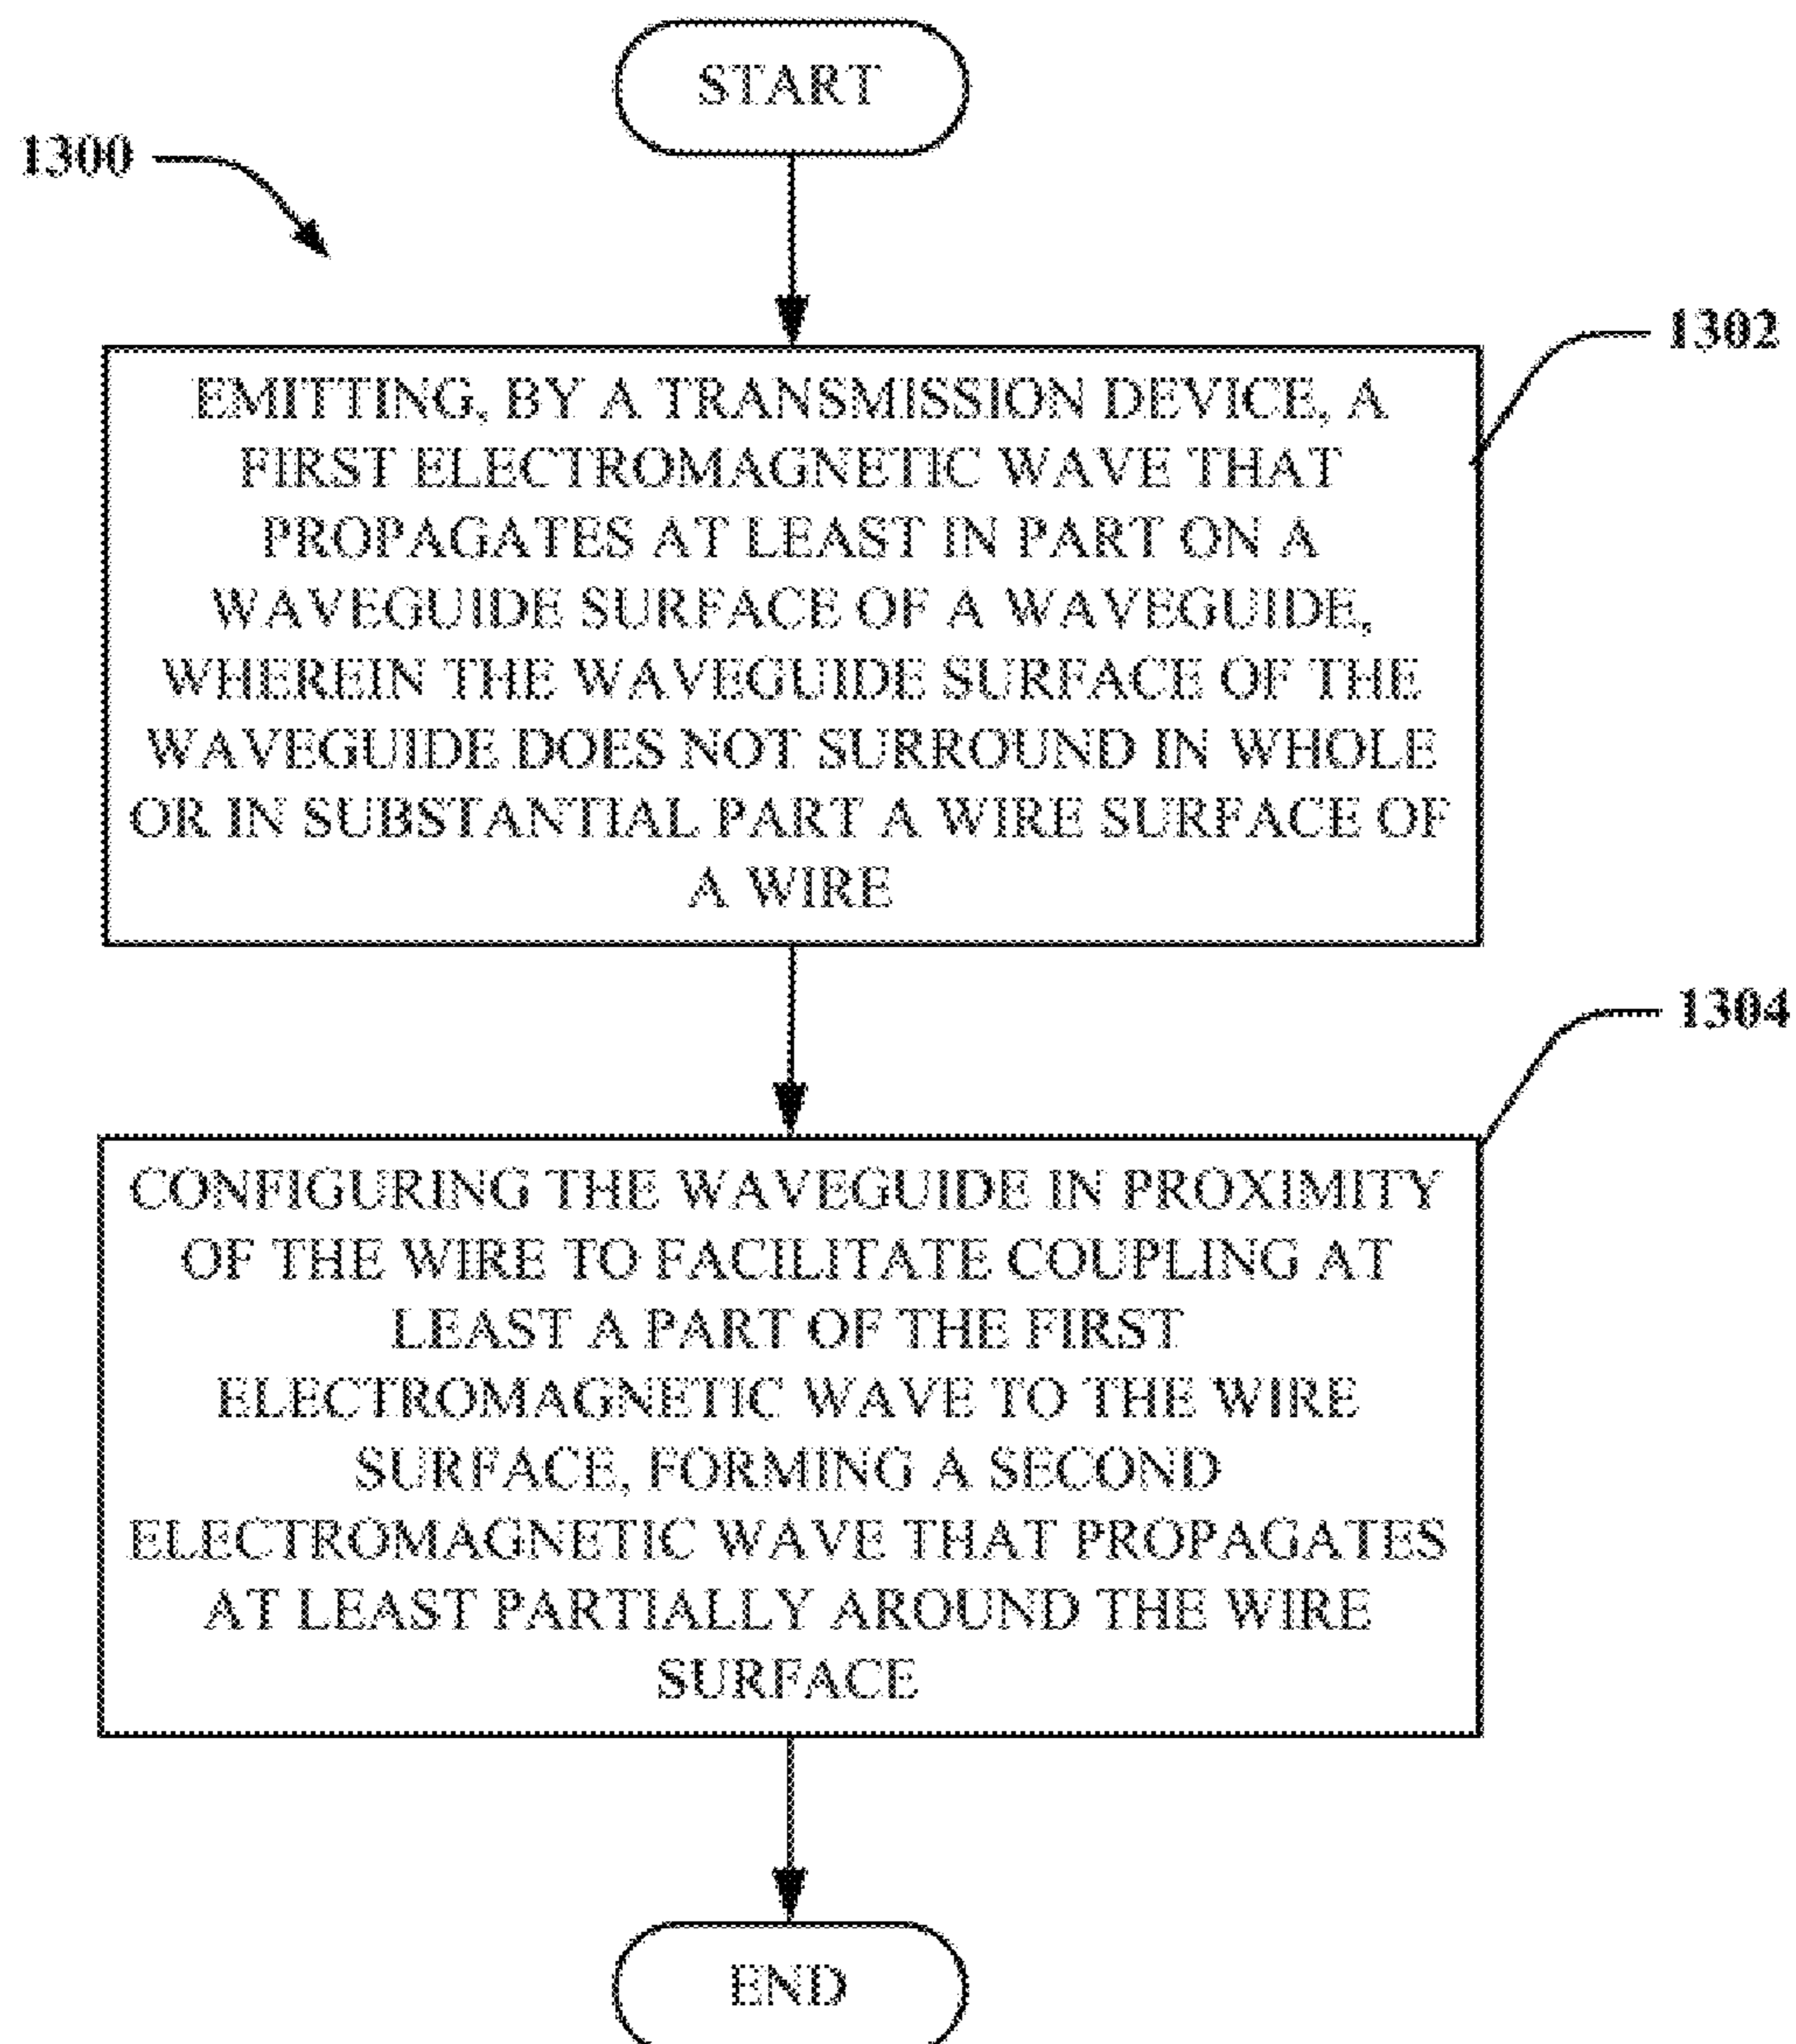 START
1300
1302
EMITTING, BY A TRANSMISSION DEVICE, A
FIRST ELECTROMAGNETIC WAVE THAT
PROPAGATES AT LEAST IN PART ON A
WAVEGUIDE SURFACE OF A WAVEGUIDE,
WHEREIN THE WAVEGUIDE SURFACE OF THE
WAVEGUIDE DOES NOT SURROUND IN WHOLE
OR IN SUBSTANTIAL PART A WIRE SURFACE OF
A WIRE
1304
CONFIGURING THE WAVEGUIDE IN PROXIMITY
OF THE WIRE TO FACILITATE COUPLING AT
LEAST A PART OF THE FIRST
ELECTROMAGNETIC WAVE TO THE WIRE
SURFACE, FORMING A SECOND
ELECTROMAGNETIC WAVE THAT PROPAGATES
AT LEAST PARTIALLY AROUND THE WIRE
SURFACE
END